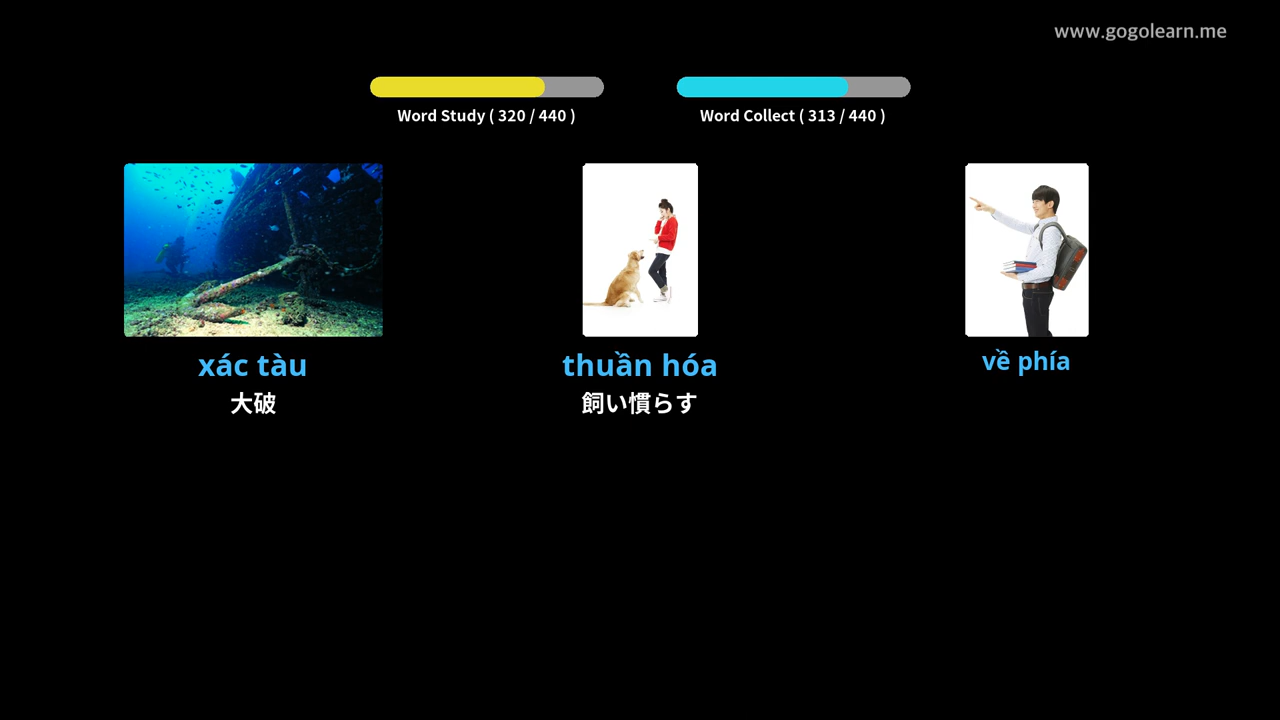 www.gogolearn.me
Word Study ( 320 / 440 )
Word Collect ( 313 / 440 )
xác tàu
大破
thuần hóa
飼い慣らす
về phía